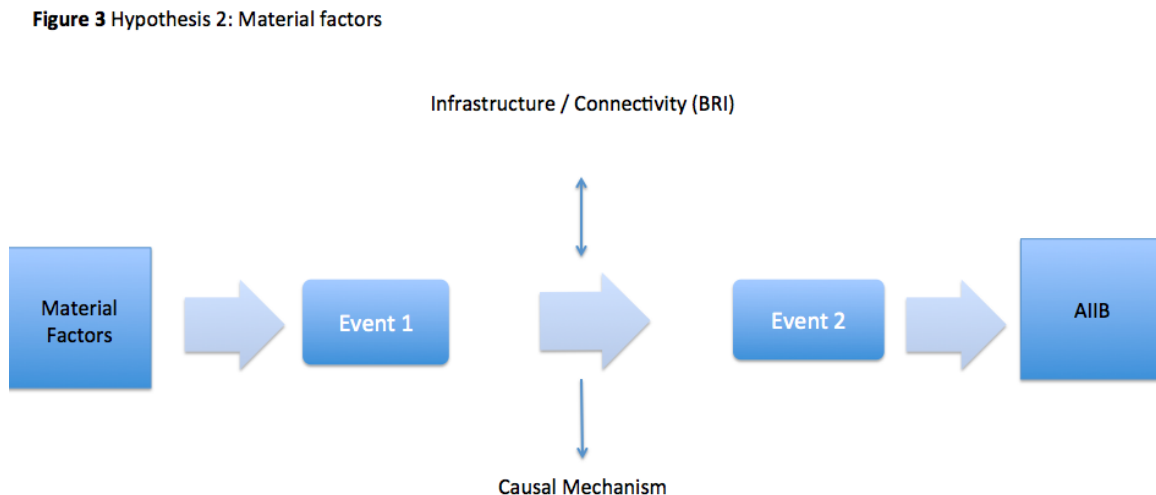 Figure 3 Hypothesis 2: Material factors
Infrastructure / Connectivity (BRI)
Material
Factors
Event 1
Event 2
AIIB
Causal Mechanism